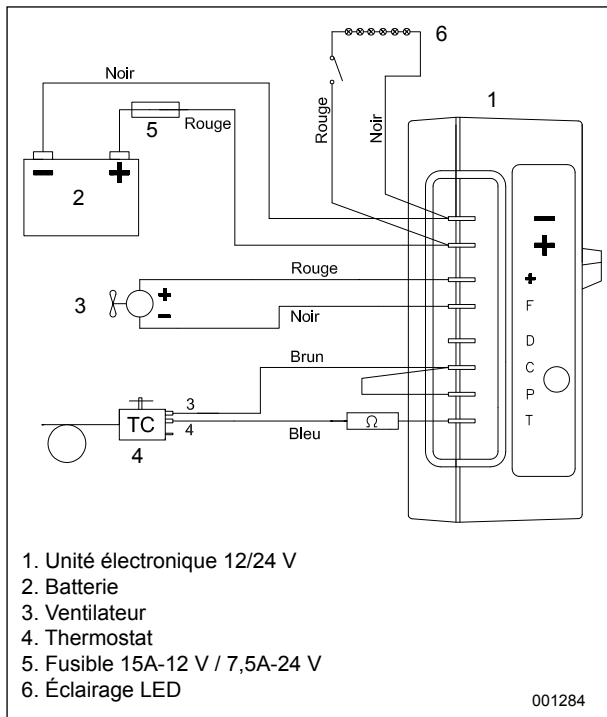 6
Noir
1
5
Rouge
Rouge
Noir
− +
2
−
+
Rouge
+
3
+
−
F
Noir
D
Brun
C
P
3
TC
4
Ω
T
Bleu
4
1. Unité électronique 12/24 V
2. Batterie
3. Ventilateur
4. Thermostat
5. Fusible 15A-12 V / 7,5A-24 V
6. Éclairage LED
001284